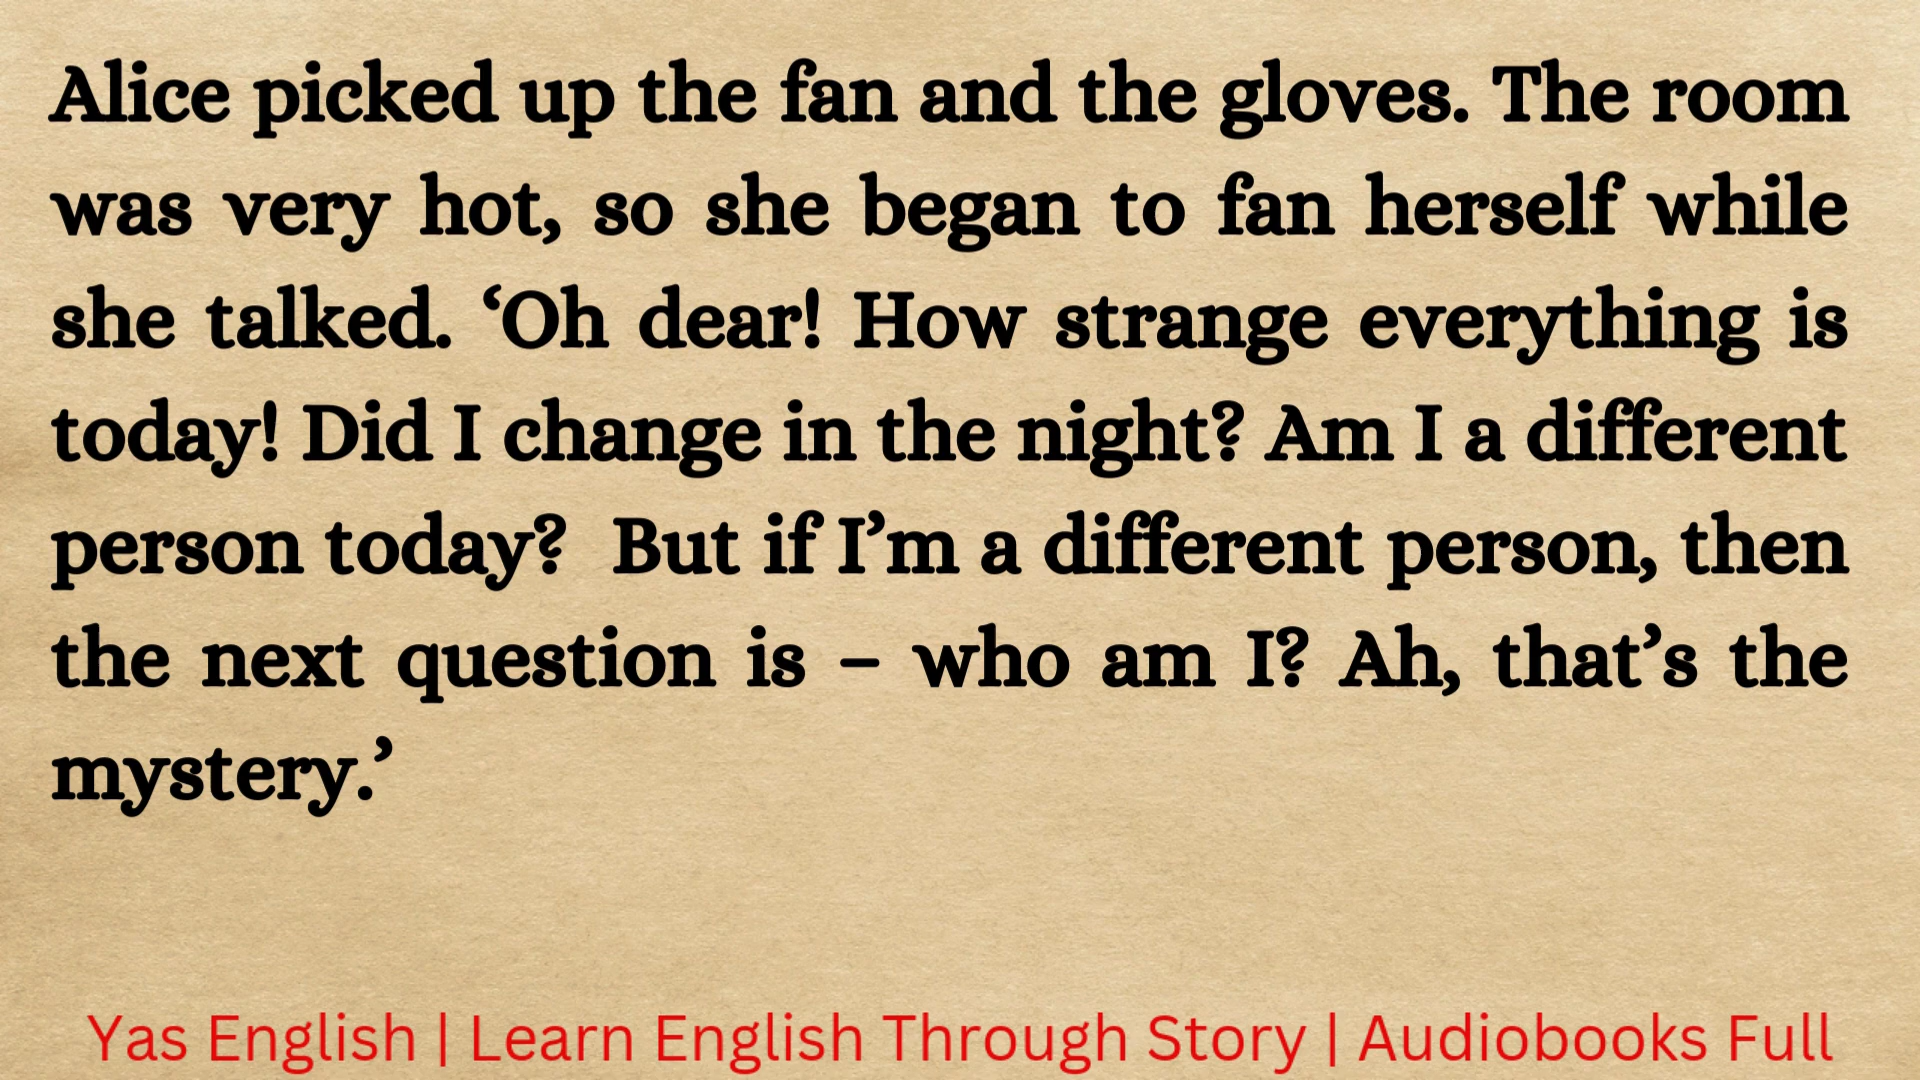 Alice picked up the fan and the gloves. The room
was very hot, so she began to fan herself while
she talked. ‘Oh dear! How strange everything is
today! Did I change in the night? Am I a different
person today?  But if I’m a different person, then
the next question is – who am I? Ah, that’s the
mystery.’
Yas English | Learn English Through Story | Audiobooks Full